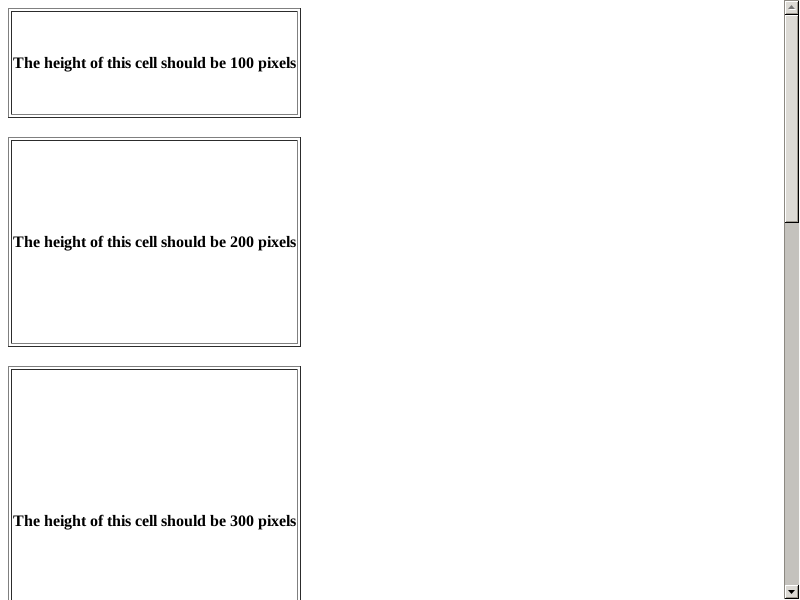 The height of this cell should be 100 pixels
The height of this cell should be 200 pixels
The height of this cell should be 300 pixels